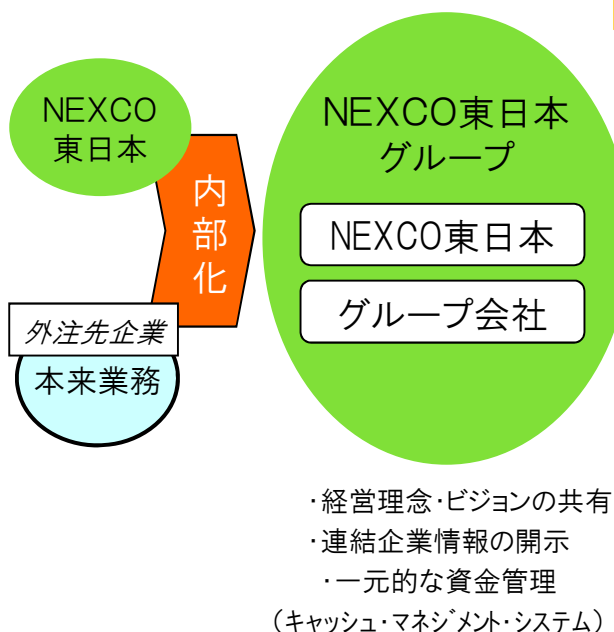 NEXCO
東日本
内部化
外注先企業
本来業務
NEXCO東日本
グループ
NEXCO東日本
グループ会社
・経営理念・ビジョンの共有
・連結企業情報の開示
・一元的な資金管理
（キャッシュ・マネジメント・システム）